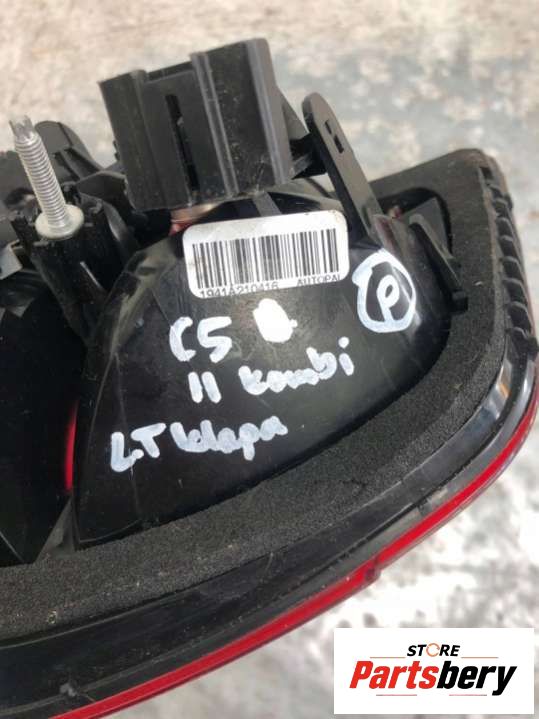 1941A210416 AUTOPAL
P
C5
11 kombi
LT klapa
STORE
Partsbery